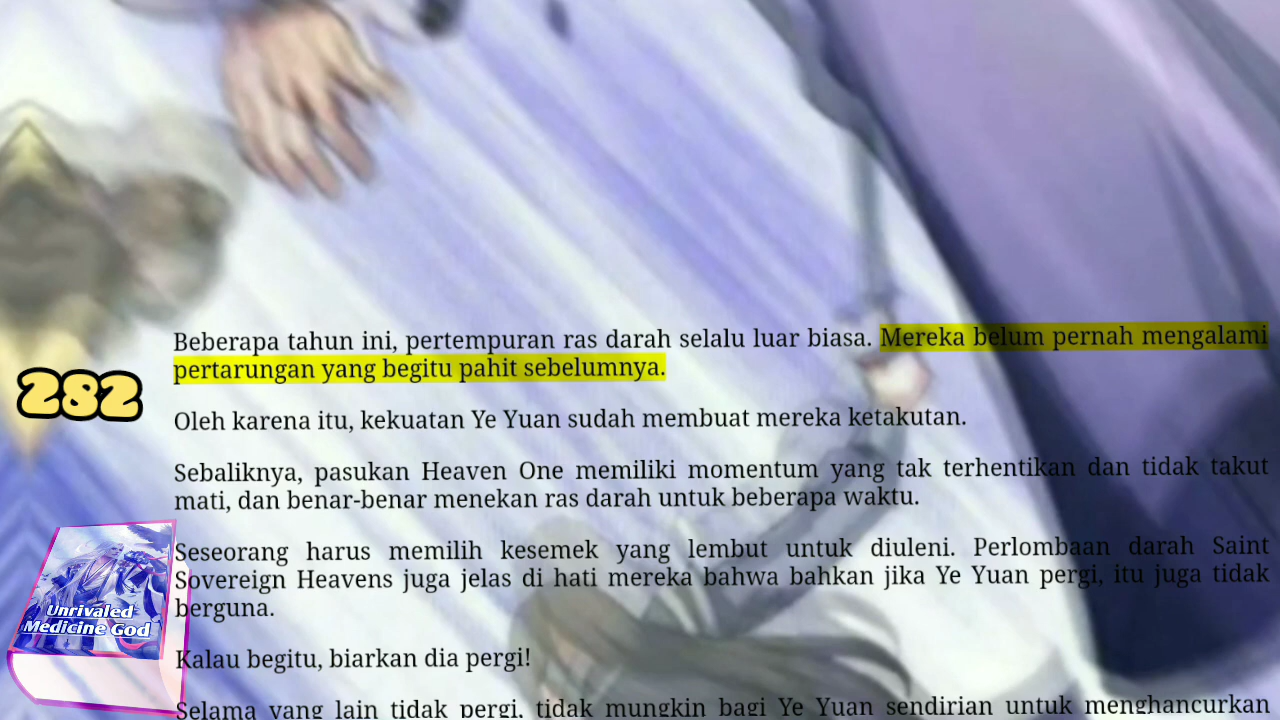 Beberapa tahun ini, pertempuran ras darah selalu luar biasa. Mereka belum pernah mengalami
pertarungan yang begitu pahit sebelumnya.
282
Oleh karena itu, kekuatan Ye Yuan sudah membuat mereka ketakutan.
Sebaliknya, pasukan Heaven One memiliki momentum yang tak terhentikan dan tidak takut
mati, dan benar-benar menekan ras darah untuk beberapa waktu.
Seseorang harus memilih kesemek yang lembut untuk diuleni. Perlombaan darah Saint
Sovereign Heavens juga jelas di hati mereka bahwa bahkan jika Ye Yuan pergi, itu juga tidak
berguna.
Unrivaled
Medicine God
Kalau begitu, biarkan dia pergi!
Selama yang lain tidak pergi, tidak mungkin bagi Ye Yuan sendirian untuk menghancurkan